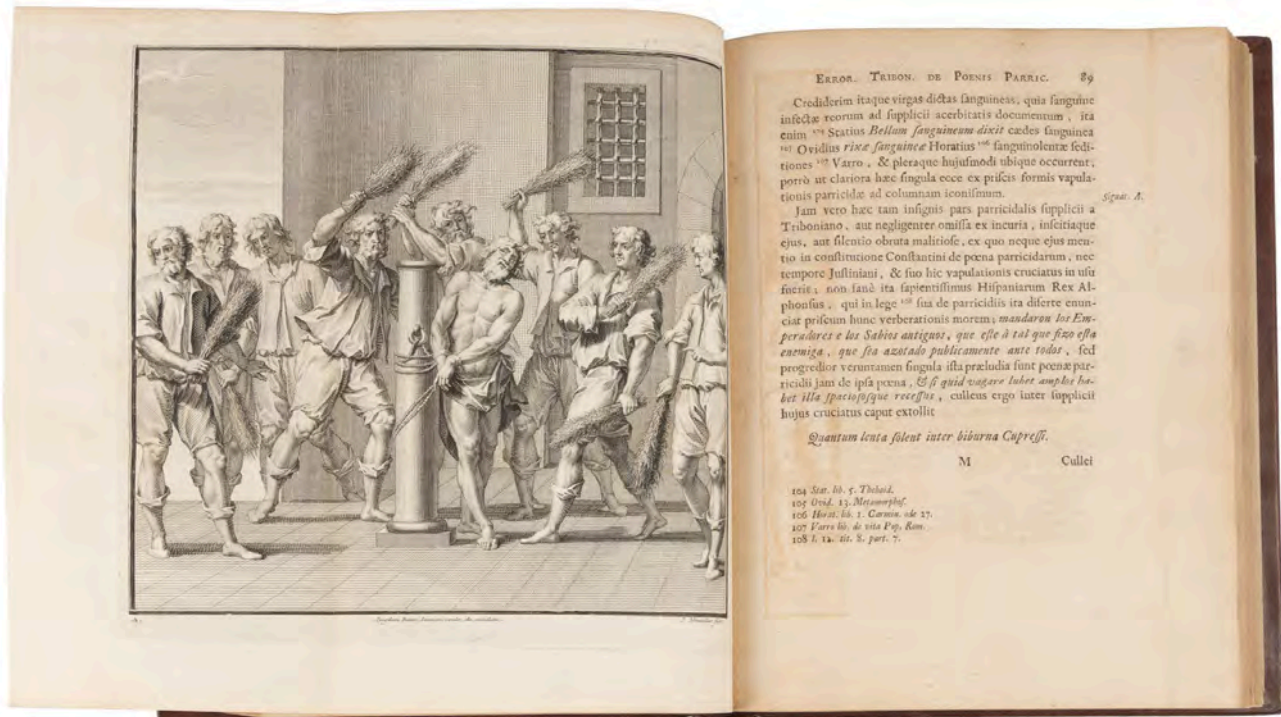 ERROR. TRIBON. DE POENIS PARRIC. 89
Crediderim itaque virgas dictas ſanguineas, quia ſanguine
infectæ reorum ad ſupplicii acerbitatis documentum, ita
enim 104 Statius Bellum ſanguineum dixit cædes ſanguinea
105 Ovidius rixæ ſanguineæ Horatius 106 ſanguinolentæ ſedi-
tiones 107 Varro, & pleraque hujuſmodi ubique occurrent,
porrò ut clariora hæc ſingula ecce ex priſcis formis vapula-
tionis parricidæ ad columnam iconiſmum.
Signat. A.
Jam vero hæc tam inſignis pars parricidalis ſupplicii a
Triboniano, aut negligenter omiſſa ex incuria, inſcitiaque
ejus, aut ſilentio obruta malitioſe, ex quo neque ejus men-
tio in conſtitutione Conſtantini de pœna parricidarum, nec
tempore Juſtiniani, & ſuo hic vapulationis cruciatus in uſu
fuerit; non ſanè ita ſapientiſſimus Hiſpaniarum Rex Al-
phonſus, qui in lege 108 ſua de parricidiis ita diſerte enun-
ciat priſcum hunc verberationis morem; mandaron los Em-
peradores e los Sabios antiguos, que eſte à tal que fizo eſta
enemiga, que ſea azotado publicamente ante todos, ſed
progredior veruntamen ſingula iſta præludia ſunt pœnæ par-
ricidii jam de ipſa pœna, & ſi quid vagare lubet amplos ha-
bet illa ſpacioſoſque receſſus, culleus ergo inter ſupplicii
hujus cruciatus caput extollit
Quantum lenta ſolent inter biburna Cupreſſi.
M Cullei
104 Stat. lib. 5. Thebaid.
105 Ovid. 13. Metamorphoſ.
106 Horat. lib. 1. Carmin. ode 27.
107 Varro lib. de vita Pop. Rom.
108 l. 12. tit. 8. part. 7.